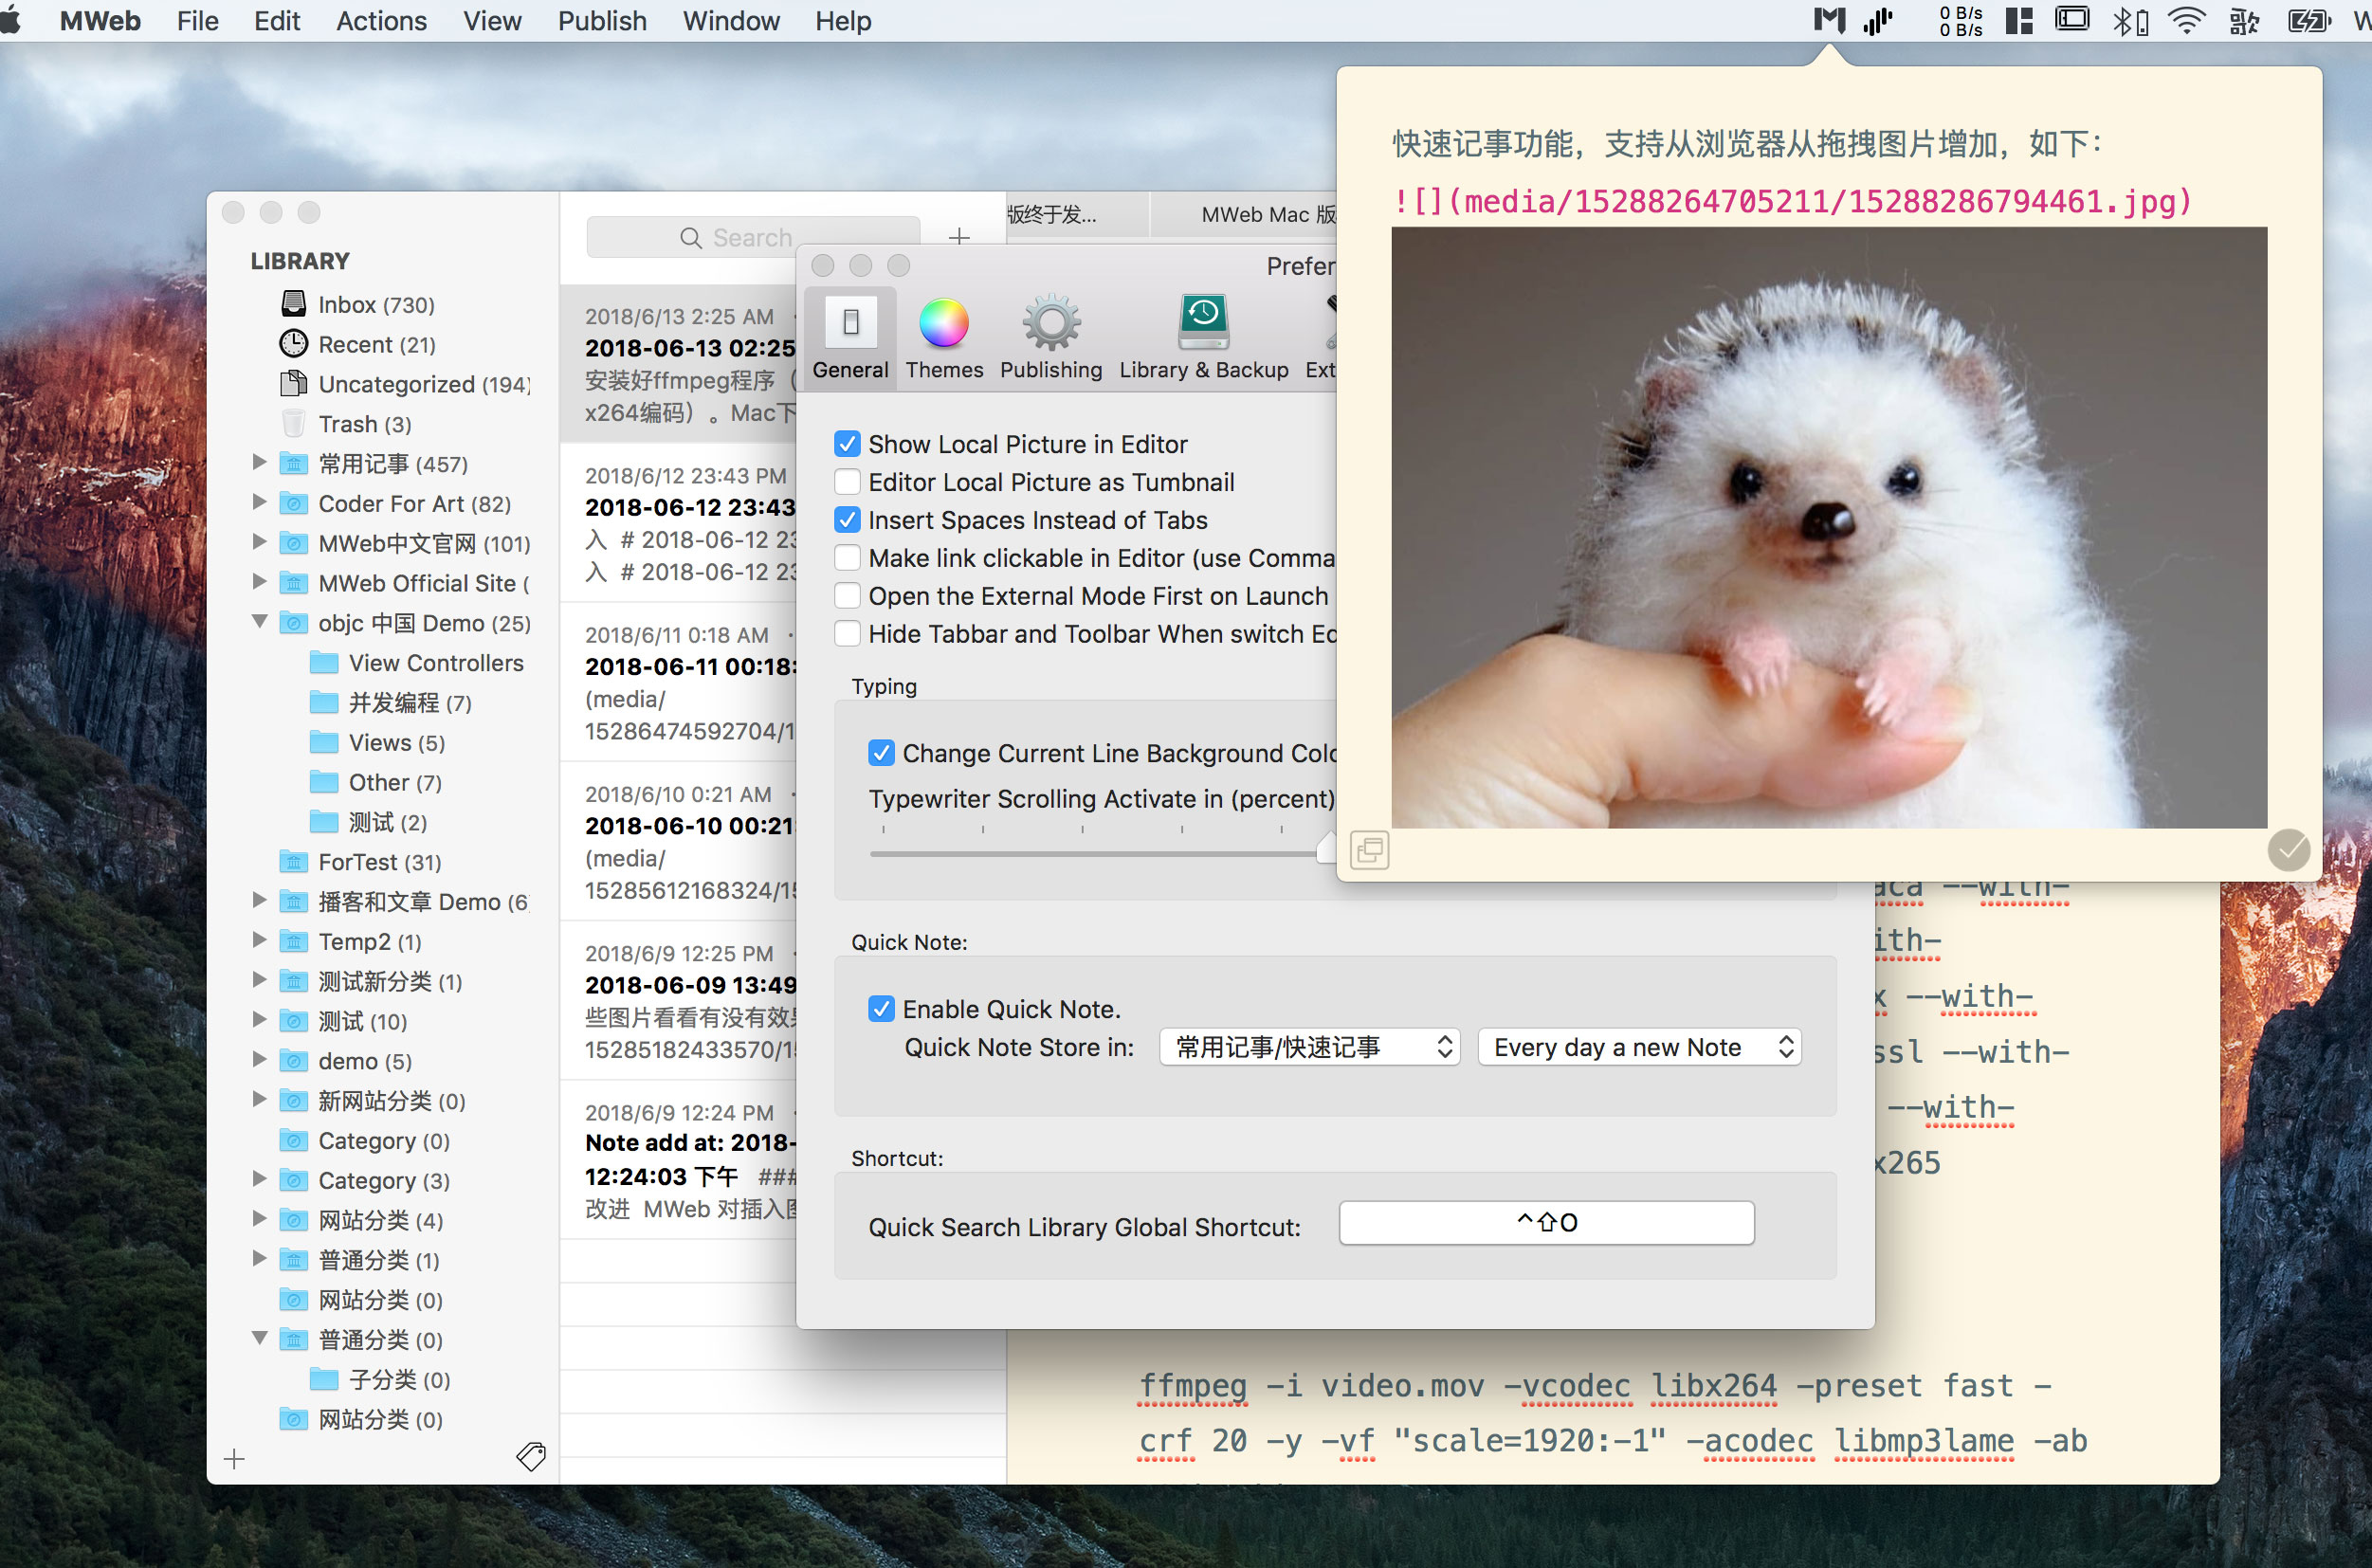 MWeb File Edit Actions View Publish Window Help
0 B/s
0 B/s
歌
快速记事功能，支持从浏览器从拖拽图片增加，如下：
![](media/15288264705211/15288286794461.jpg)
LIBRARY
Inbox (730)
Recent (21)
Uncategorized (194)
Trash (3)
常用记事 (457)
Coder For Art (82)
MWeb中文官网 (101)
MWeb Official Site (
objc 中国 Demo (25)
View Controllers
并发编程 (7)
Views (5)
Other (7)
测试 (2)
ForTest (31)
播客和文章 Demo (6
Temp2 (1)
测试新分类 (1)
测试 (10)
demo (5)
新网站分类 (0)
Category (0)
Category (3)
网站分类 (4)
普通分类 (1)
网站分类 (0)
普通分类 (0)
子分类 (0)
网站分类 (0)
Search
2018/6/13 2:25 AM
2018-06-13 02:25
安装好ffmpeg程序（
x264编码）。Mac下
2018/6/12 23:43 PM
2018-06-12 23:43
入 # 2018-06-12 23
入 # 2018-06-12 23
2018/6/11 0:18 AM ·
2018-06-11 00:18:
(media/
15286474592704/1
2018/6/10 0:21 AM ·
2018-06-10 00:21
(media/
15285612168324/15
2018/6/9 12:25 PM ·
2018-06-09 13:49
些图片看看有没有效果
15285182433570/1
2018/6/9 12:24 PM ·
Note add at: 2018-
12:24:03 下午 ###
改进 MWeb 对插入图
版终于发...
MWeb Mac 版
Prefer
General Themes Publishing Library & Backup Ext
Show Local Picture in Editor
Editor Local Picture as Tumbnail
Insert Spaces Instead of Tabs
Make link clickable in Editor (use Comma
Open the External Mode First on Launch
Hide Tabbar and Toolbar When switch Ed
Typing
Change Current Line Background Colo
Typewriter Scrolling Activate in (percent)
Quick Note:
Enable Quick Note.
Quick Note Store in: 常用记事/快速记事 Every day a new Note
Shortcut:
Quick Search Library Global Shortcut: ^⇧O
aca --with-
ith-
x --with-
ssl --with-
--with-
x265
ffmpeg -i video.mov -vcodec libx264 -preset fast -
crf 20 -y -vf "scale=1920:-1" -acodec libmp3lame -ab